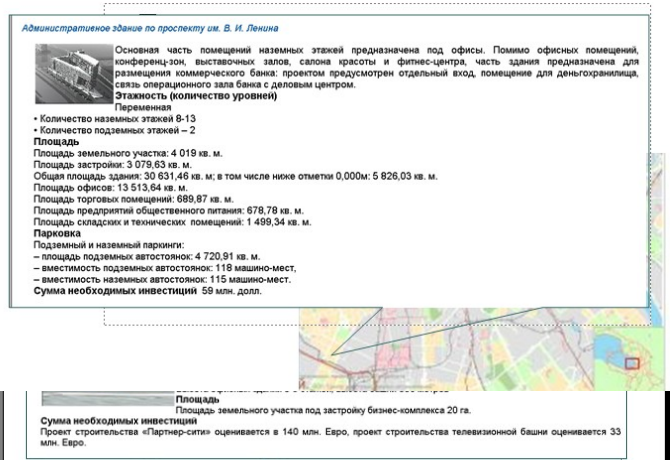 Административное здание по проспекту им. В. И. Ленина
Основная часть помещений наземных этажей предназначена под офисы. Помимо офисных помещений,
конференц-зон, выставочных залов, салона красоты и фитнес-центра, часть здания предназначена для
размещения коммерческого банка: проектом предусмотрен отдельный вход, помещение для деньгохранилища,
связь операционного зала банка с деловым центром.
Этажность (количество уровней)
Переменная
• Количество наземных этажей 8-13
• Количество подземных этажей – 2
Площадь
Площадь земельного участка: 4 019 кв. м.
Площадь застройки: 3 079,63 кв. м.
Общая площадь здания: 30 631,46 кв. м; в том числе ниже отметки 0,000м: 5 826,03 кв. м.
Площадь офисов: 13 513,64 кв. м.
Площадь торговых помещений: 689,87 кв. м.
Площадь предприятий общественного питания: 678,78 кв. м.
Площадь складских и технических помещений: 1 499,34 кв. м.
Парковка
Подземный и наземный паркинги:
– площадь подземных автостоянок: 4 720,91 кв. м.
– вместимость подземных автостоянок: 118 машино-мест,
– вместимость наземных автостоянок: 115 машино-мест.
Сумма необходимых инвестиций 59 млн. долл.
Площадь
Площадь земельного участка под застройку бизнес-комплекса 20 га.
Сумма необходимых инвестиций
Проект строительства «Партнер-сити» оценивается в 140 млн. Евро, проект строительства телевизионной башни оценивается 33
млн. Евро.